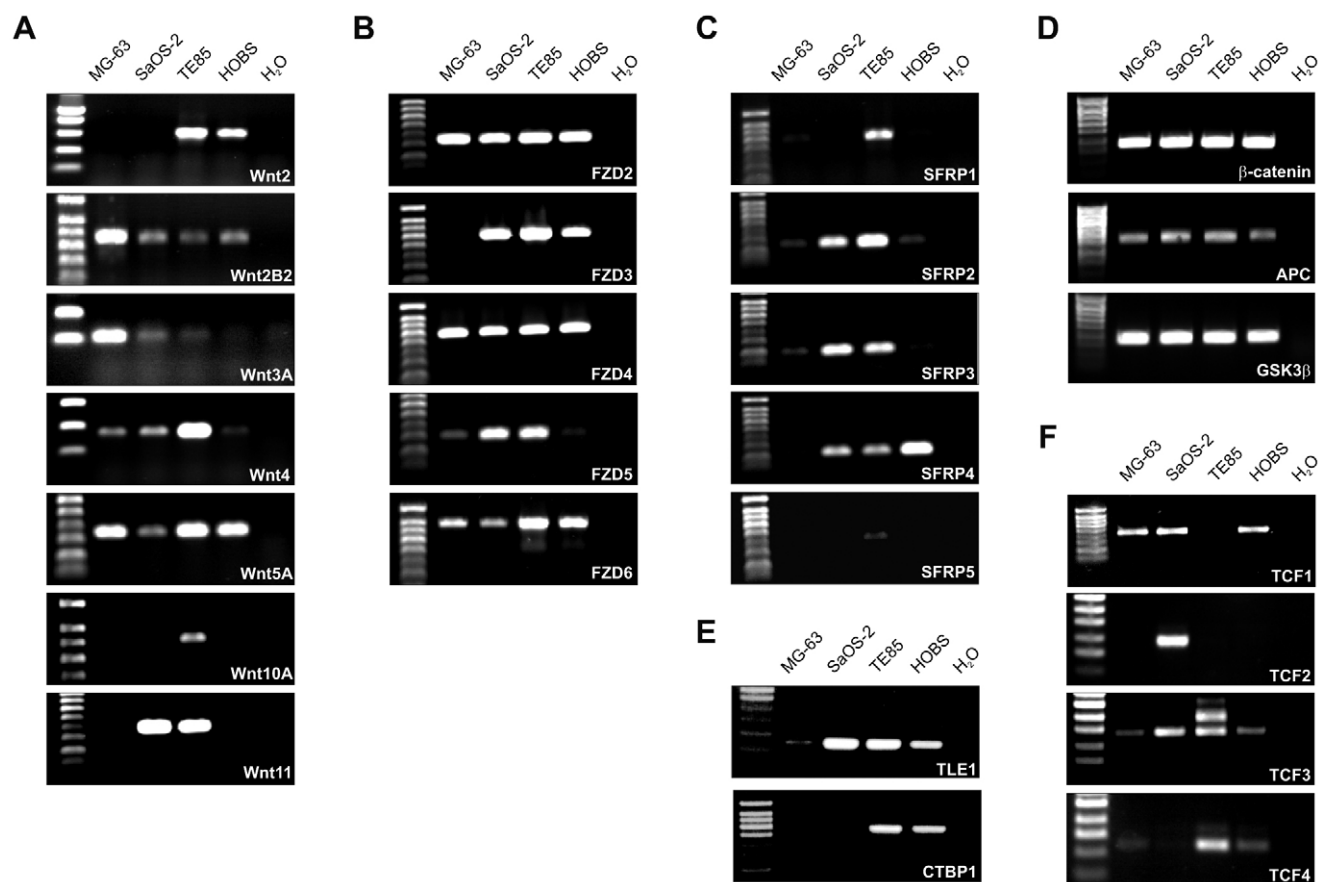 A
MG-63 SaOS-2 TE85 HOBS H₂O
Wnt2
Wnt2B2
Wnt3A
Wnt4
Wnt5A
Wnt10A
Wnt11
B
MG-63 SaOS-2 TE85 HOBS H₂O
FZD2
FZD3
FZD4
FZD5
FZD6
C
MG-63 SaOS-2 TE85 HOBS H₂O
SFRP1
SFRP2
SFRP3
SFRP4
SFRP5
D
MG-63 SaOS-2 TE85 HOBS H₂O
β-catenin
APC
GSK3β
E
MG-63 SaOS-2 TE85 HOBS H₂O
TLE1
CTBP1
F
MG-63 SaOS-2 TE85 HOBS H₂O
TCF1
TCF2
TCF3
TCF4